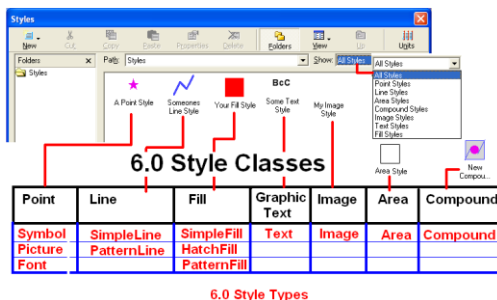 Styles
New Cut Copy Paste Properties Delete Folders View Up Units
Folders x Path: Styles Show: All Styles All Styles
Styles
All Styles
Point Styles
Line Styles
Area Styles
Compound Styles
Image Styles
Text Styles
Fill Styles
BcC
A Point Style
Someones Line Style
Your Fill Style
Some Text Style
My Image Style
Area Style
New Compou...
6.0 Style Classes
Point Line Fill Graphic Text Image Area Compound
Symbol SimpleLine SimpleFill Text Image Area Compound
Picture PatternLine HatchFill
Font PatternFill
6.0 Style Types